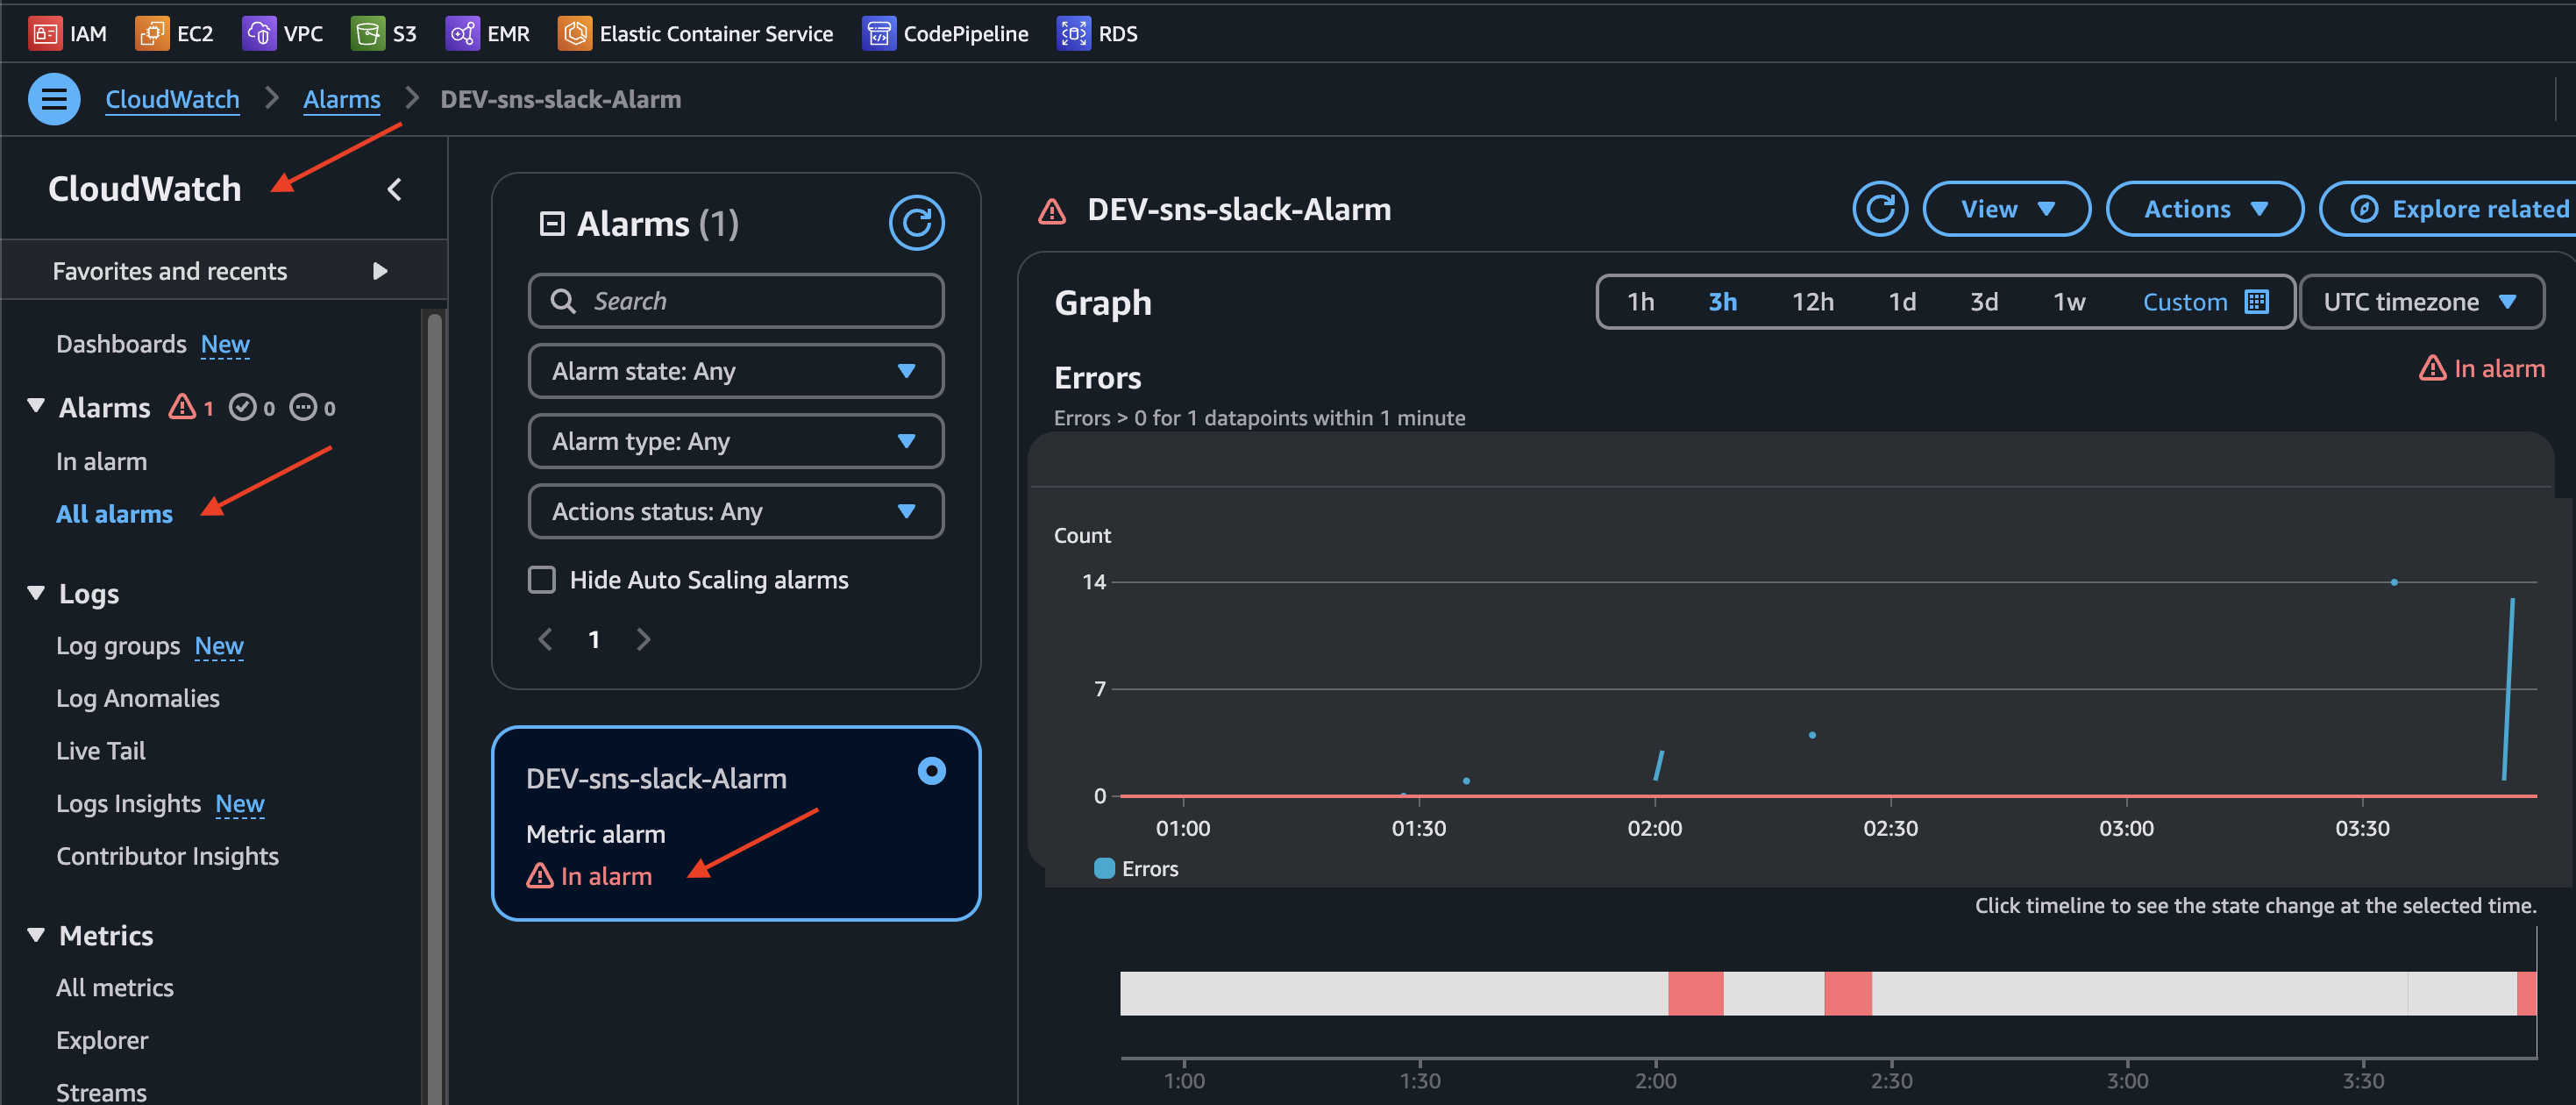 IAM EC2 VPC S3 EMR Elastic Container Service CodePipeline RDS
CloudWatch > Alarms > DEV-sns-slack-Alarm
CloudWatch
Favorites and recents
Dashboards New
Alarms 1 0 0
In alarm
All alarms
Logs
Log groups New
Log Anomalies
Live Tail
Logs Insights New
Contributor Insights
Metrics
All metrics
Explorer
Streams
Alarms (1)
Search
Alarm state: Any
Alarm type: Any
Actions status: Any
Hide Auto Scaling alarms
1
DEV-sns-slack-Alarm
Metric alarm
In alarm
DEV-sns-slack-Alarm
View Actions Explore related
Graph
1h 3h 12h 1d 3d 1w Custom UTC timezone
Errors
In alarm
Errors > 0 for 1 datapoints within 1 minute
Count
14
7
0
01:00 01:30 02:00 02:30 03:00 03:30
Errors
Click timeline to see the state change at the selected time.
1:00 1:30 2:00 2:30 3:00 3:30